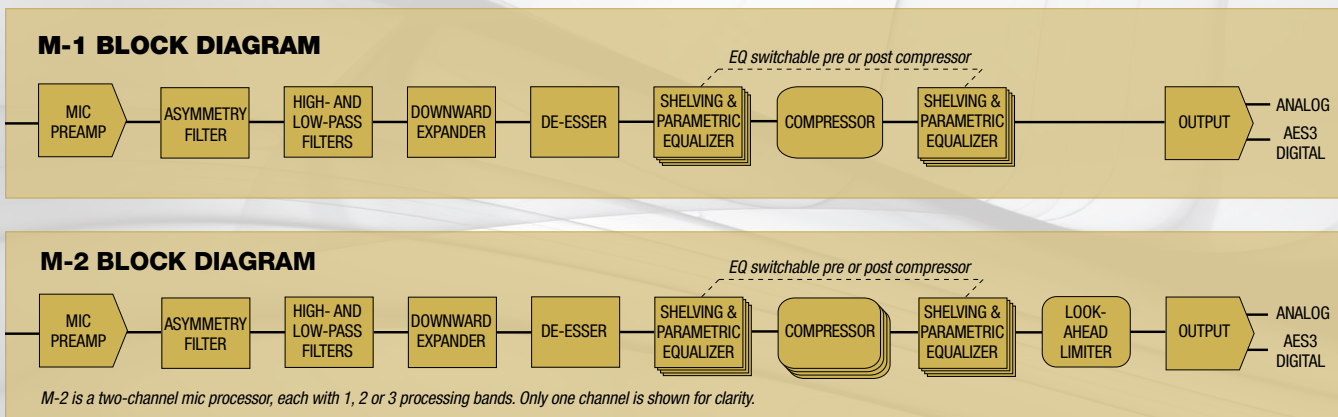 M-1 BLOCK DIAGRAM
EQ switchable pre or post compressor
MIC
PREAMP
ASYMMETRY
FILTER
HIGH- AND
LOW-PASS
FILTERS
DOWNWARD
EXPANDER
DE-ESSER
SHELVING &
PARAMETRIC
EQUALIZER
COMPRESSOR
SHELVING &
PARAMETRIC
EQUALIZER
OUTPUT
ANALOG
AES3
DIGITAL
M-2 BLOCK DIAGRAM
EQ switchable pre or post compressor
MIC
PREAMP
ASYMMETRY
FILTER
HIGH- AND
LOW-PASS
FILTERS
DOWNWARD
EXPANDER
DE-ESSER
SHELVING &
PARAMETRIC
EQUALIZER
COMPRESSOR
SHELVING &
PARAMETRIC
EQUALIZER
LOOK-
AHEAD
LIMITER
OUTPUT
ANALOG
AES3
DIGITAL
M-2 is a two-channel mic processor, each with 1, 2 or 3 processing bands. Only one channel is shown for clarity.